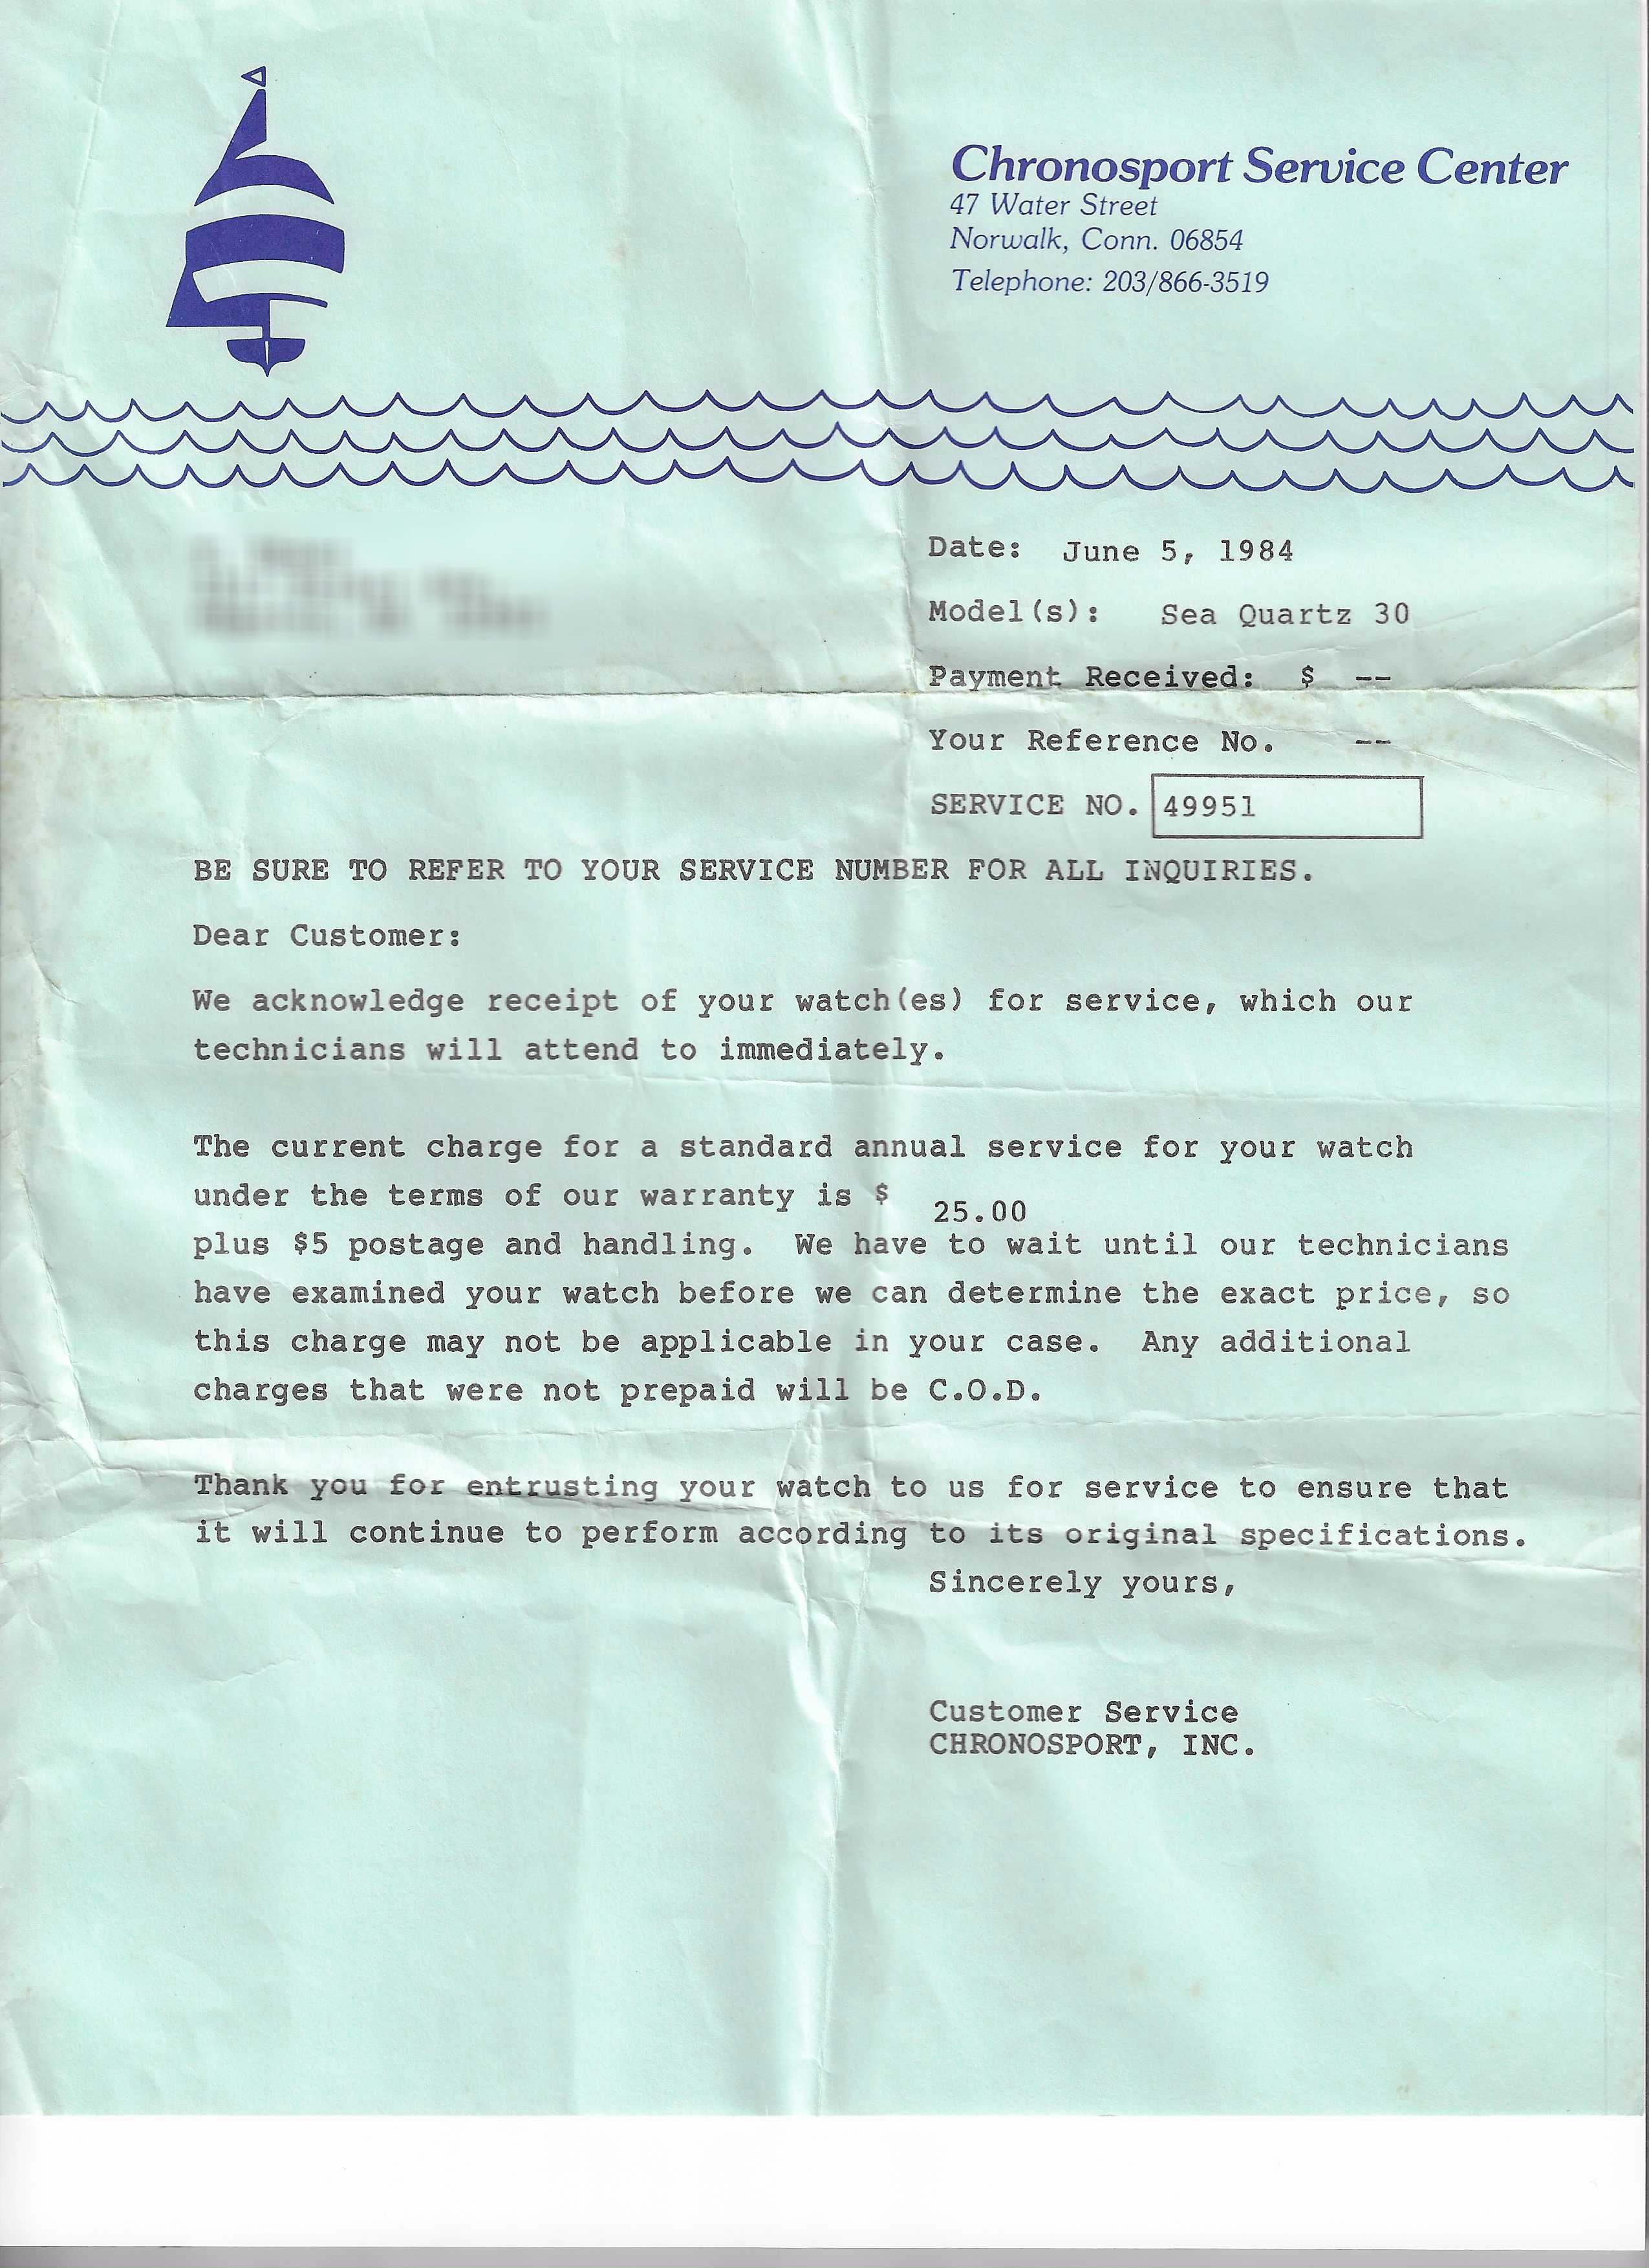 Chronosport Service Center
47 Water Street
Norwalk, Conn. 06854
Telephone: 203/866-3519
Date: June 5, 1984
Model(s): Sea Quartz 30
Payment Received: $ --
Your Reference No. --
SERVICE NO. 49951
BE SURE TO REFER TO YOUR SERVICE NUMBER FOR ALL INQUIRIES.
Dear Customer:
We acknowledge receipt of your watch(es) for service, which our
technicians will attend to immediately.
The current charge for a standard annual service for your watch
under the terms of our warranty is $ 25.00
plus $5 postage and handling. We have to wait until our technicians
have examined your watch before we can determine the exact price, so
this charge may not be applicable in your case. Any additional
charges that were not prepaid will be C.O.D.
Thank you for entrusting your watch to us for service to ensure that
it will continue to perform according to its original specifications.
Sincerely yours,
Customer Service
CHRONOSPORT, INC.